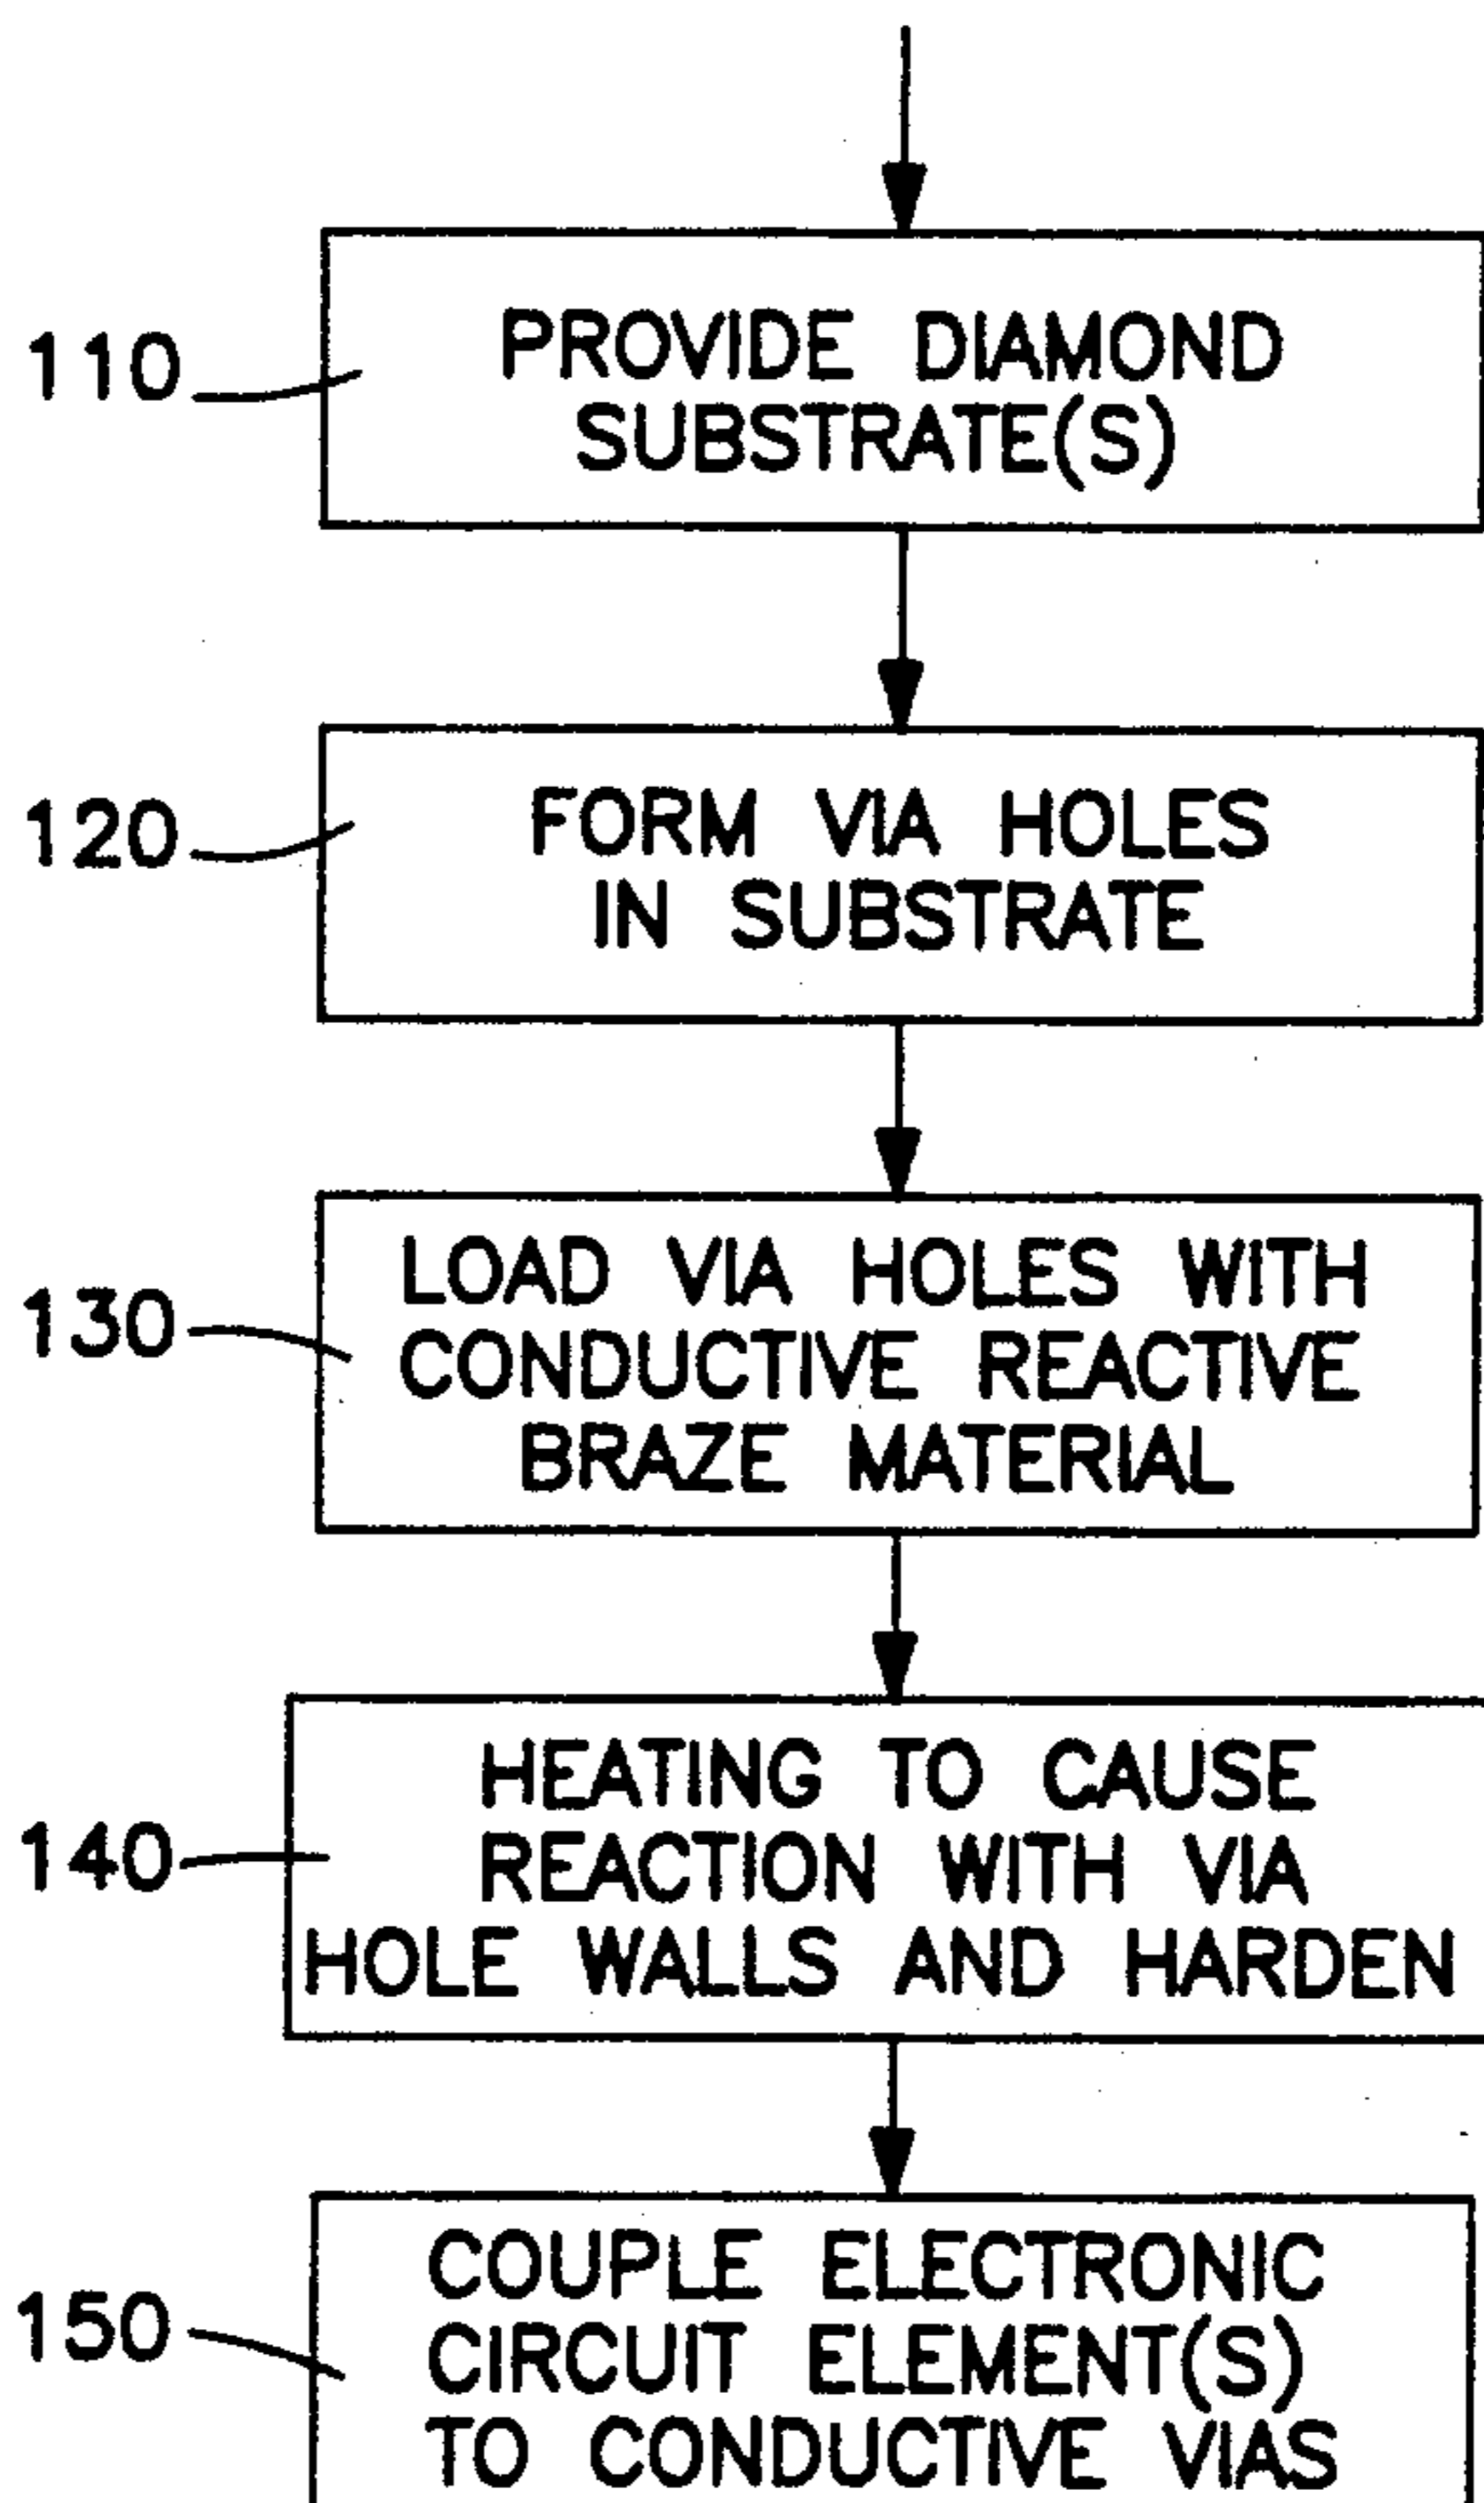 110
PROVIDE DIAMOND
SUBSTRATE(S)
120
FORM VIA HOLES
IN SUBSTRATE
130
LOAD VIA HOLES WITH
CONDUCTIVE REACTIVE
BRAZE MATERIAL
140
HEATING TO CAUSE
REACTION WITH VIA
HOLE WALLS AND HARDEN
150
COUPLE ELECTRONIC
CIRCUIT ELEMENT(S)
TO CONDUCTIVE VIAS